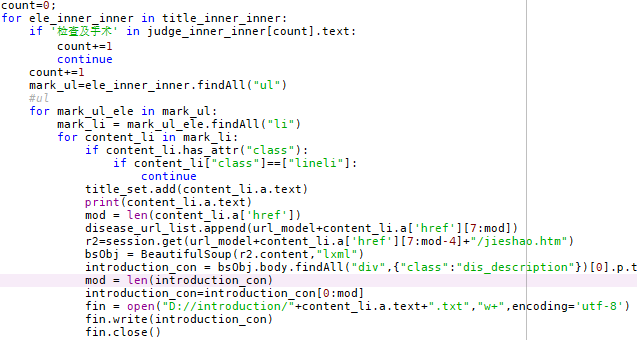 count=0;
for ele_inner_inner in title_inner_inner:
    if '检查及手术' in judge_inner_inner[count].text:
        count+=1
        continue
    count+=1
    mark_ul=ele_inner_inner.findAll("ul")
    #ul
    for mark_ul_ele in mark_ul:
        mark_li = mark_ul_ele.findAll("li")
        for content_li in mark_li:
            if content_li.has_attr("class"):
                if content_li["class"]==["lineli"]:
                    continue
            title_set.add(content_li.a.text)
            print(content_li.a.text)
            mod = len(content_li.a['href'])
            disease_url_list.append(url_model+content_li.a['href'][7:mod])
            r2=session.get(url_model+content_li.a['href'][7:mod-4]+"/jieshao.htm")
            bsObj = BeautifulSoup(r2.content,"lxml")
            introduction_con = bsObj.body.findAll("div",{"class":"dis_description"})[0].p.t
            mod = len(introduction_con)
            introduction_con=introduction_con[0:mod]
            fin = open("D://introduction/"+content_li.a.text+".txt","w+",encoding='utf-8')
            fin.write(introduction_con)
            fin.close()